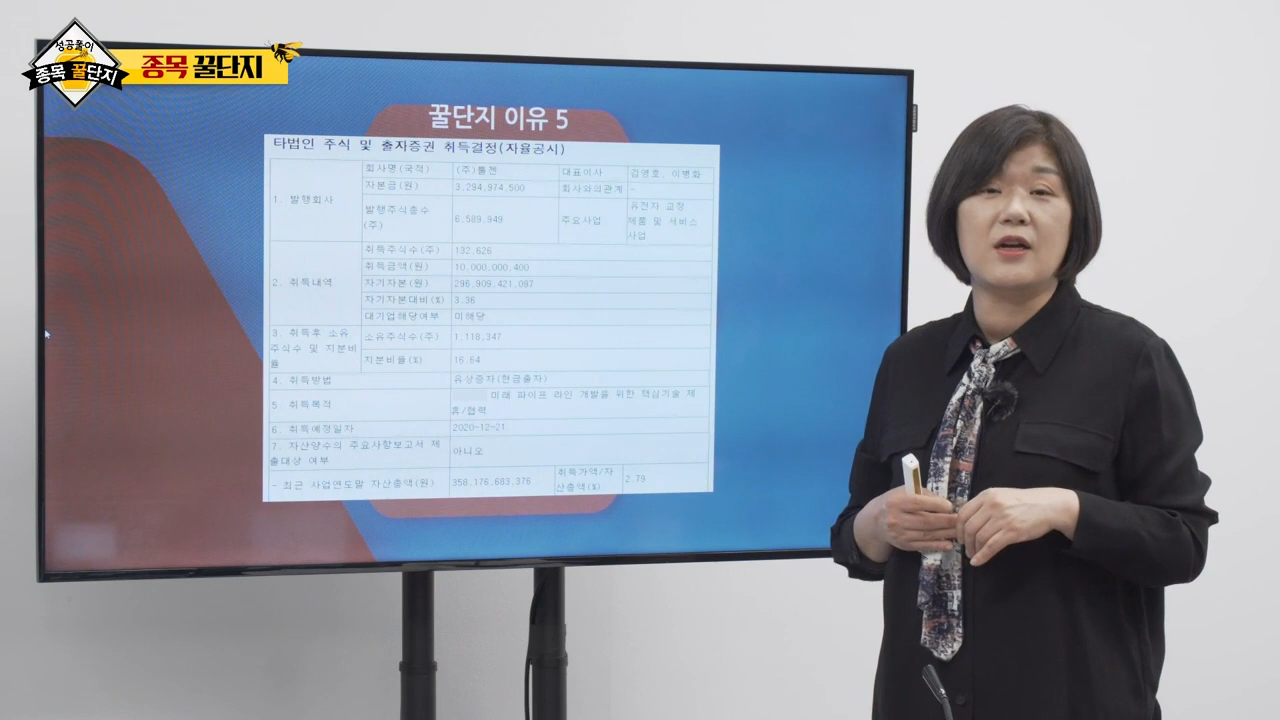 성공풀이
종목 꿀단지
종목 꿀단지
꿀단지 이유 5
타법인 주식 및 출자증권 취득결정(자율공시)
1. 발행회사 회사명(국적) (주)툴젠 대표이사 김영호, 이병화
자본금(원) 3,294,974,500 회사와의관계 -
발행주식총수(주) 6,589,949 주요사업 유전자 교정 제품 및 서비스 사업
2. 취득내역 취득주식수(주) 132,626
취득금액(원) 10,000,000,400
자기자본(원) 296,909,421,097
자기자본대비(%) 3.36
대기업해당여부 미해당
3. 취득후 소유주식수 및 지분비율 소유주식수(주) 1,118,347
지분비율(%) 16.64
4. 취득방법 유상증자(현금출자)
5. 취득목적 미래 파이프 라인 개발을 위한 핵심기술 제휴/협력
6. 취득예정일자 2020-12-21
7. 자산양수의 주요사항보고서 제출대상 여부 아니오
- 최근 사업연도말 자산총액(원) 358,176,683,376 취득가액/자산총액(%) 2.79